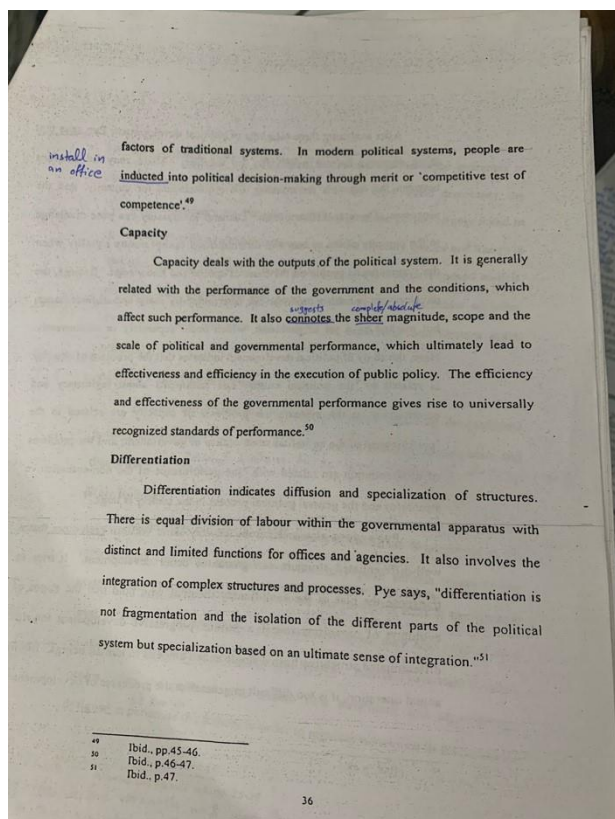 factors of traditional systems. In modern political systems, people are
install in
an office
inducted into political decision-making through merit or 'competitive test of
competence'.49
Capacity
Capacity deals with the outputs of the political system. It is generally
related with the performance of the government and the conditions, which
suggests complete/absolute
affect such performance. It also connotes the sheer magnitude, scope and the
scale of political and governmental performance, which ultimately lead to
effectiveness and efficiency in the execution of public policy. The efficiency
and effectiveness of the governmental performance gives rise to universally
recognized standards of performance.50
Differentiation
Differentiation indicates diffusion and specialization of structures.
There is equal division of labour within the governmental apparatus with
distinct and limited functions for offices and agencies. It also involves the
integration of complex structures and processes. Pye says, "differentiation is
not fragmentation and the isolation of the different parts of the political
system but specialization based on an ultimate sense of integration."51
49 Ibid., pp.45-46.
50 Ibid., p.46-47.
51 Ibid., p.47.
36